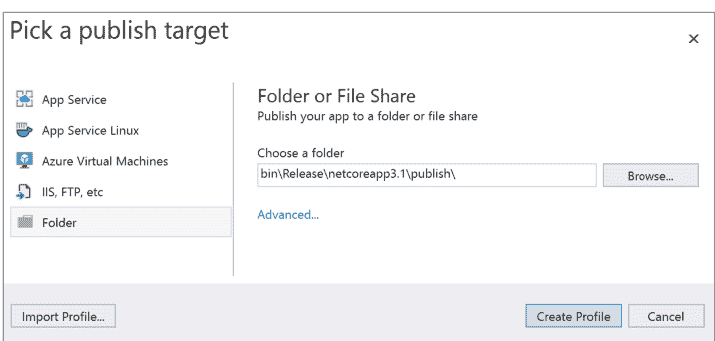 Pick a publish target
App Service
App Service Linux
Azure Virtual Machines
IIS, FTP, etc
Folder
Folder or File Share
Publish your app to a folder or file share
Choose a folder
bin\Release\netcoreapp3.1\publish\
Browse...
Advanced...
Import Profile...
Create Profile
Cancel